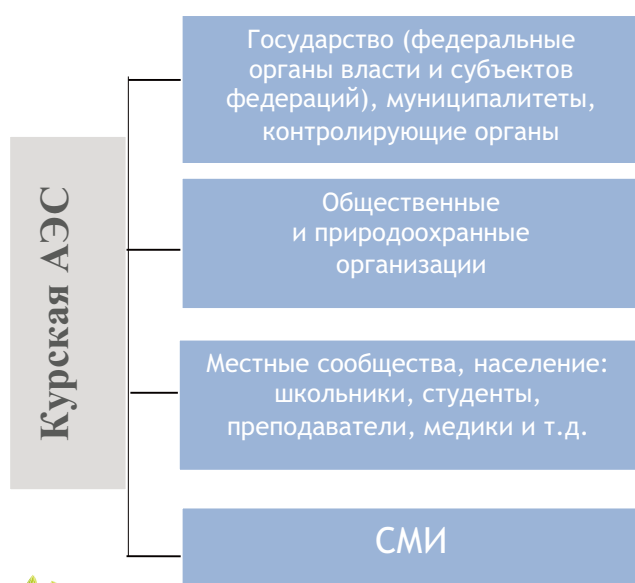 Курская АЭС
Государство (федеральные
органы власти и субъектов
федераций), муниципалитеты,
контролирующие органы
Общественные
и природоохранные
организации
Местные сообщества, население:
школьники, студенты,
преподаватели, медики и т.д.
СМИ